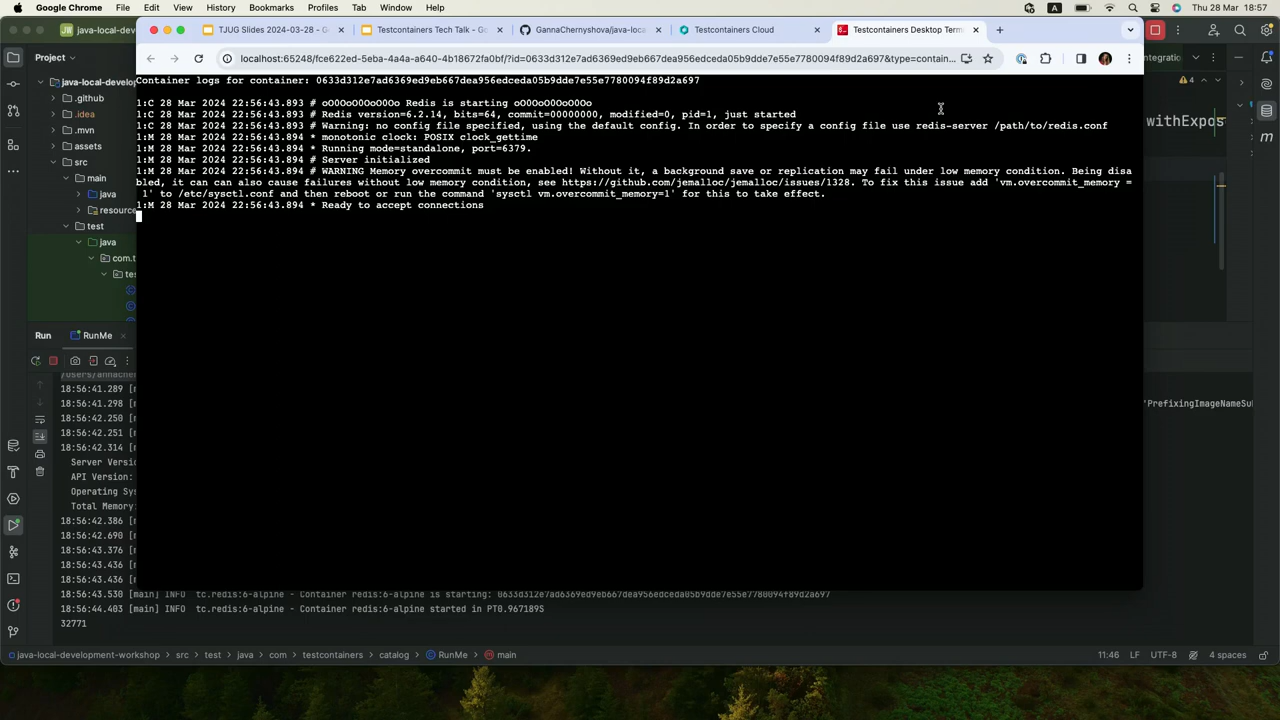 Google Chrome File Edit View History Bookmarks Profiles Tab Window Help Thu 28 Mar 18:57
java-local-deve
TJUG Slides 2024-03-28 - G
Testcontainers Tech Talk - Go
GannaChernyshova/java-loca
Testcontainers Cloud
Testcontainers Desktop Term
localhost:65248/fce622ed-5eba-4a4a-b140-4b18672fa0bf/?id=0633d312e7ad6369ed9eb667dea956edceda05b9dde7e55e7780094f89d2a697&type=contain...
Project
java-local-develo
.github
.idea
.mvn
assets
src
main
java
resource
test
java
com.t
tes
Container logs for container: 0633d312e7ad6369ed9eb667dea956edceda05b9dde7e55e7780094f89d2a697
1:C 28 Mar 2024 22:56:43.893 # oO0OoO0OoO0Oo Redis is starting oO0OoO0OoO0Oo
1:C 28 Mar 2024 22:56:43.893 # Redis version=6.2.14, bits=64, commit=00000000, modified=0, pid=1, just started
1:C 28 Mar 2024 22:56:43.893 # Warning: no config file specified, using the default config. In order to specify a config file use redis-server /path/to/redis.conf
1:M 28 Mar 2024 22:56:43.894 * monotonic clock: POSIX clock_gettime
1:M 28 Mar 2024 22:56:43.894 * Running mode=standalone, port=6379.
1:M 28 Mar 2024 22:56:43.894 # Server initialized
1:M 28 Mar 2024 22:56:43.894 # WARNING Memory overcommit must be enabled! Without it, a background save or replication may fail under low memory condition. Being disa
bled, it can can also cause failures without low memory condition, see https://github.com/jemalloc/jemalloc/issues/1328. To fix this issue add 'vm.overcommit_memory =
1' to /etc/sysctl.conf and then reboot or run the command 'sysctl vm.overcommit_memory=1' for this to take effect.
1:M 28 Mar 2024 22:56:43.894 * Ready to accept connections
ntegratio
4
withExpos
Run RunMe
18:56:41.289 [m
18:56:41.298 [m
'PrefixingImageNameSu
18:56:42.250 [m
18:56:42.251 [m
18:56:42.314 [m
Server Versi
API Version:
Operating Sys
Total Memory:
18:56:42.386 [m
18:56:42.690 [m
18:56:43.376 [m
18:56:43.436 [m
18:56:43.436 [m
18:56:43.530 [main] INFO tc.redis:6-alpine - Container redis:6-alpine is starting: 0633d312e7ad6369ed9eb667dea956edceda05b9dde7e55e7780094f89d2a697
18:56:44.403 [main] INFO tc.redis:6-alpine - Container redis:6-alpine started in PT0.967189S
32771
java-local-development-workshop > src > test > java > com > testcontainers > catalog > RunMe > main 11:46 LF UTF-8 4 spaces